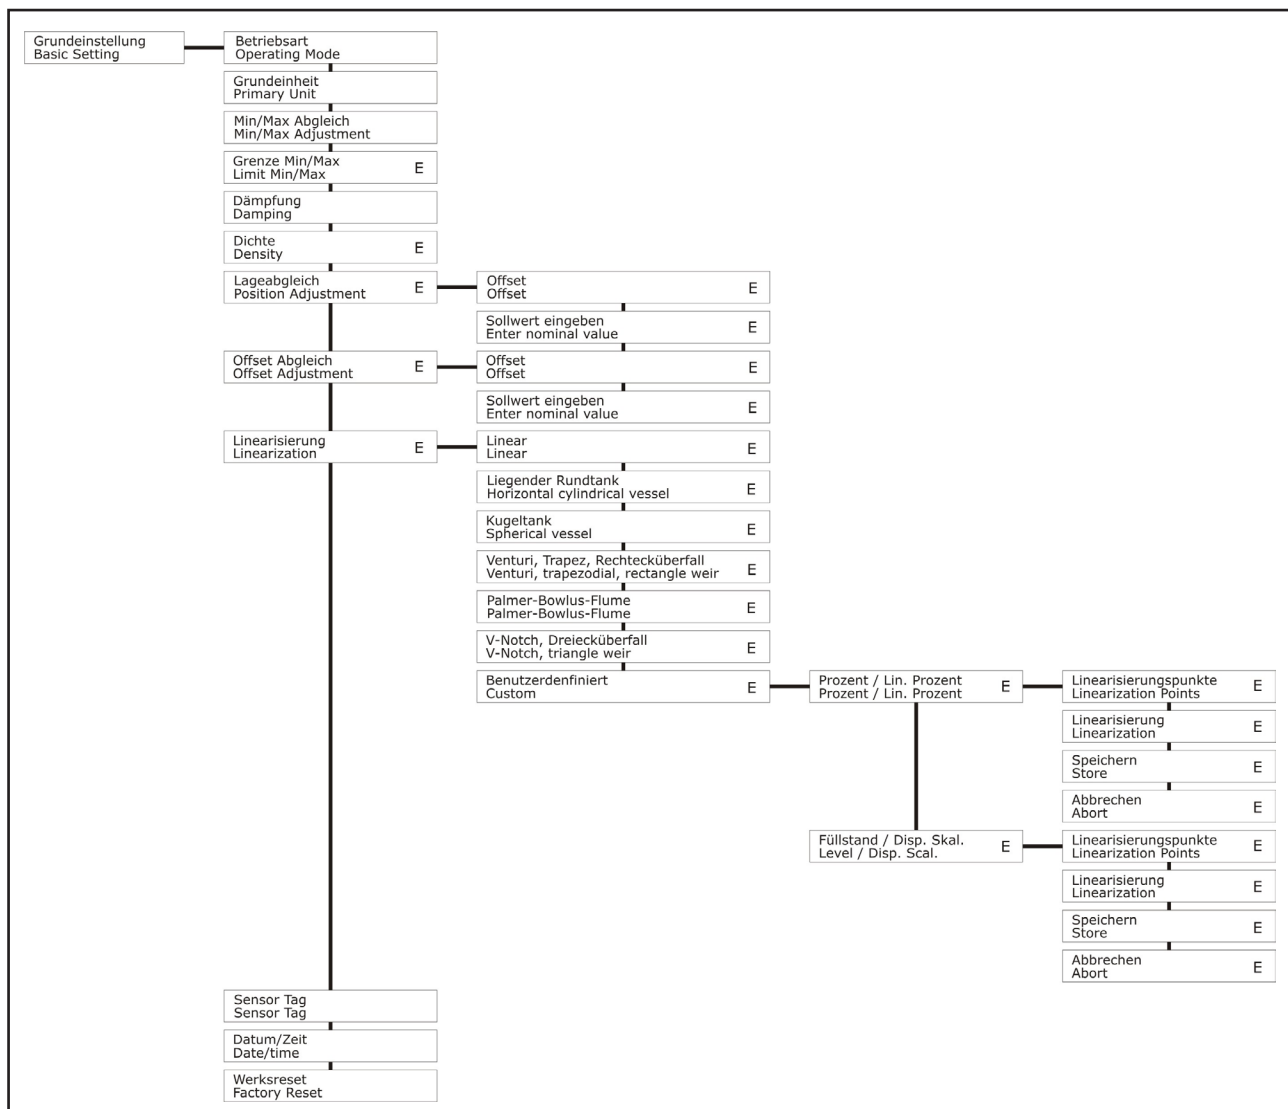 Grundeinstellung
Basic Setting
Betriebsart
Operating Mode
Grundeinheit
Primary Unit
Min/Max Abgleich
Min/Max Adjustment
Grenze Min/Max
Limit Min/Max
E
Dämpfung
Damping
Dichte
Density
E
Lageabgleich
Position Adjustment
E
Offset
Offset
E
Sollwert eingeben
Enter nominal value
E
Offset Abgleich
Offset Adjustment
E
Offset
Offset
E
Sollwert eingeben
Enter nominal value
E
Linearisierung
Linearization
E
Linear
Linear
E
Liegender Rundtank
Horizontal cylindrical vessel
E
Kugeltank
Spherical vessel
E
Venturi, Trapez, Rechtecküberfall
Venturi, trapezodial, rectangle weir
E
Palmer-Bowlus-Flume
Palmer-Bowlus-Flume
E
V-Notch, Dreiecküberfall
V-Notch, triangle weir
E
Benutzerdenfiniert
Custom
E
Prozent / Lin. Prozent
Prozent / Lin. Prozent
E
Linearisierungspunkte
Linearization Points
E
Linearisierung
Linearization
E
Speichern
Store
E
Abbrechen
Abort
E
Füllstand / Disp. Skal.
Level / Disp. Scal.
E
Linearisierungspunkte
Linearization Points
E
Linearisierung
Linearization
E
Speichern
Store
E
Abbrechen
Abort
E
Sensor Tag
Sensor Tag
Datum/Zeit
Date/time
Werksreset
Factory Reset